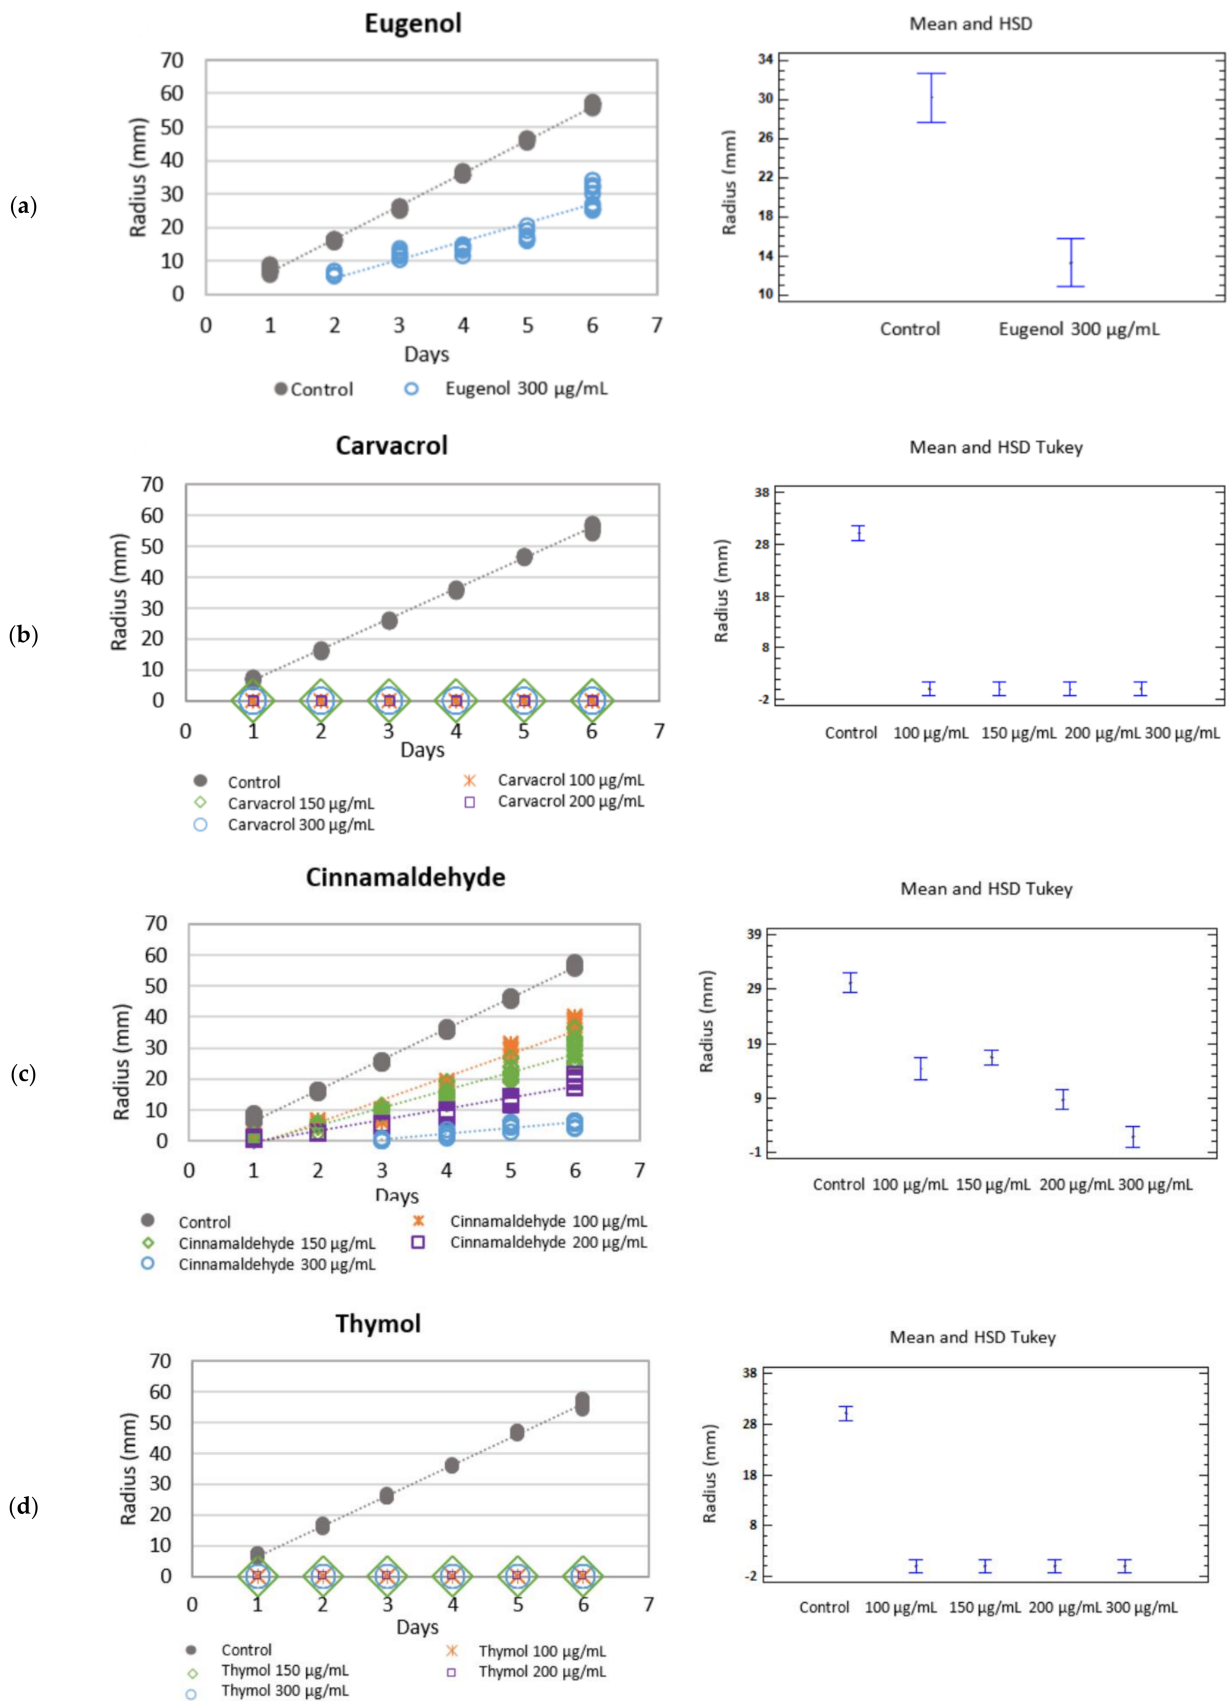 (a)
Eugenol
70
60
50
40
30
20
10
0
Radius (mm)
0 1 2 3 4 5 6 7
Days
Control Eugenol 300 µg/mL
Mean and HSD
34
30
26
22
18
14
10
Radius (mm)
Control Eugenol 300 µg/mL
(b)
Carvacrol
70
60
50
40
30
20
10
0
Radius (mm)
0 1 2 3 4 5 6 7
Days
Control Carvacrol 100 µg/mL
Carvacrol 150 µg/mL Carvacrol 200 µg/mL
Carvacrol 300 µg/mL
Mean and HSD Tukey
38
28
18
8
-2
Radius (mm)
Control 100 µg/mL 150 µg/mL 200 µg/mL 300 µg/mL
(c)
Cinnamaldehyde
70
60
50
40
30
20
10
0
Radius (mm)
0 1 2 3 4 5 6 7
Days
Control Cinnamaldehyde 100 µg/mL
Cinnamaldehyde 150 µg/mL Cinnamaldehyde 200 µg/mL
Cinnamaldehyde 300 µg/mL
Mean and HSD Tukey
39
29
19
9
-1
Radius (mm)
Control 100 µg/mL 150 µg/mL 200 µg/mL 300 µg/mL
(d)
Thymol
70
60
50
40
30
20
10
0
Radius (mm)
0 1 2 3 4 5 6 7
Days
Control Thymol 100 µg/mL
Thymol 150 µg/mL Thymol 200 µg/mL
Thymol 300 µg/mL
Mean and HSD Tukey
38
28
18
8
-2
Radius (mm)
Control 100 µg/mL 150 µg/mL 200 µg/mL 300 µg/mL